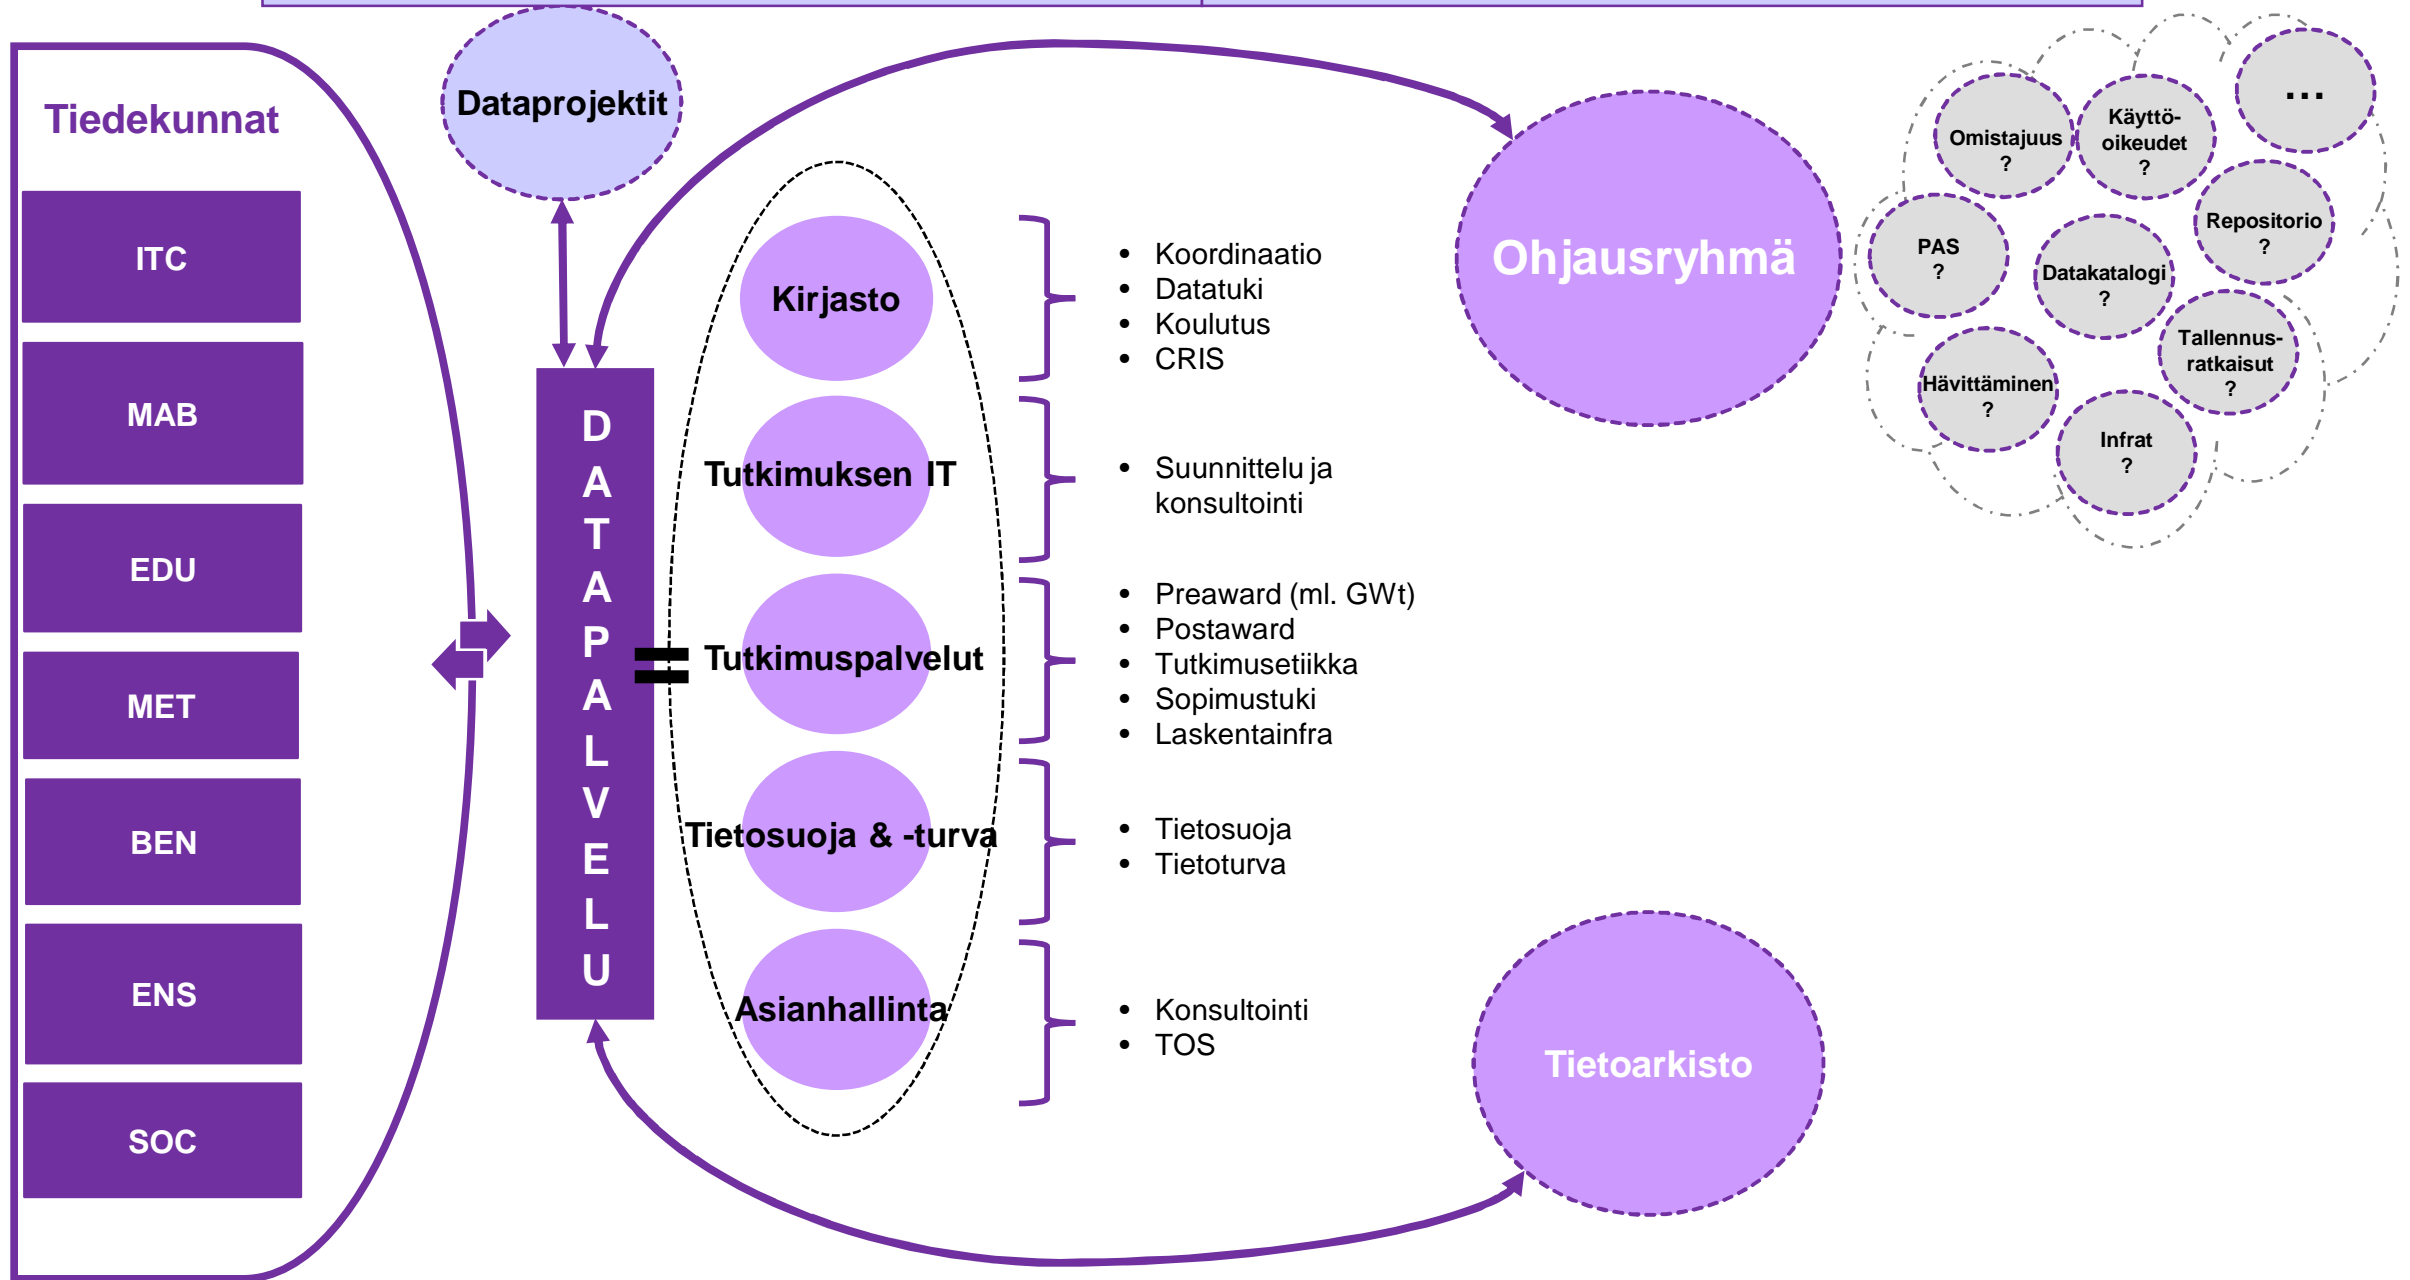 Tiedekunnat
ITC
MAB
EDU
MET
BEN
ENS
SOC
Dataprojektit
D
A
T
A
P
A
L
V
E
L
U
=
Kirjasto
Tutkimuksen IT
Tutkimuspalvelut
Tietosuoja & -turva
Asianhallinta
• Koordinaatio
• Datatuki
• Koulutus
• CRIS
• Suunnittelu ja
konsultointi
• Preaward (ml. GWt)
• Postaward
• Tutkimusetiikka
• Sopimustuki
• Laskentainfra
• Tietosuoja
• Tietoturva
• Konsultointi
• TOS
Ohjausryhmä
Tietoarkisto
Omistajuus
?
Käyttö-
oikeudet
?
...
PAS
?
Datakatalogi
?
Repositorio
?
Hävittäminen
?
Tallennus-
ratkaisut
?
Infrat
?